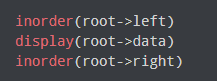 inorder(root->left)
display(root->data)
inorder(root->right)